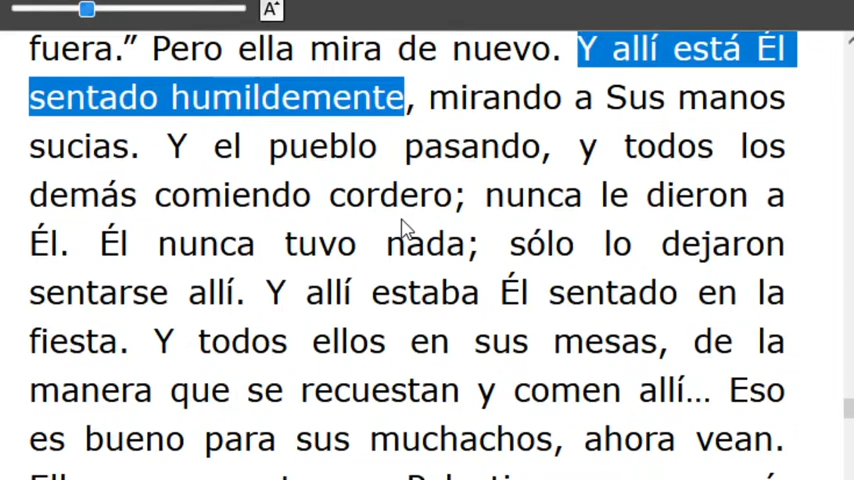 A
fuera.” Pero ella mira de nuevo. Y allí está Él
sentado humildemente, mirando a Sus manos
sucias. Y el pueblo pasando, y todos los
demás comiendo cordero; nunca le dieron a
Él. Él nunca tuvo nada; sólo lo dejaron
sentarse allí. Y allí estaba Él sentado en la
fiesta. Y todos ellos en sus mesas, de la
manera que se recuestan y comen allí… Eso
es bueno para sus muchachos, ahora vean.